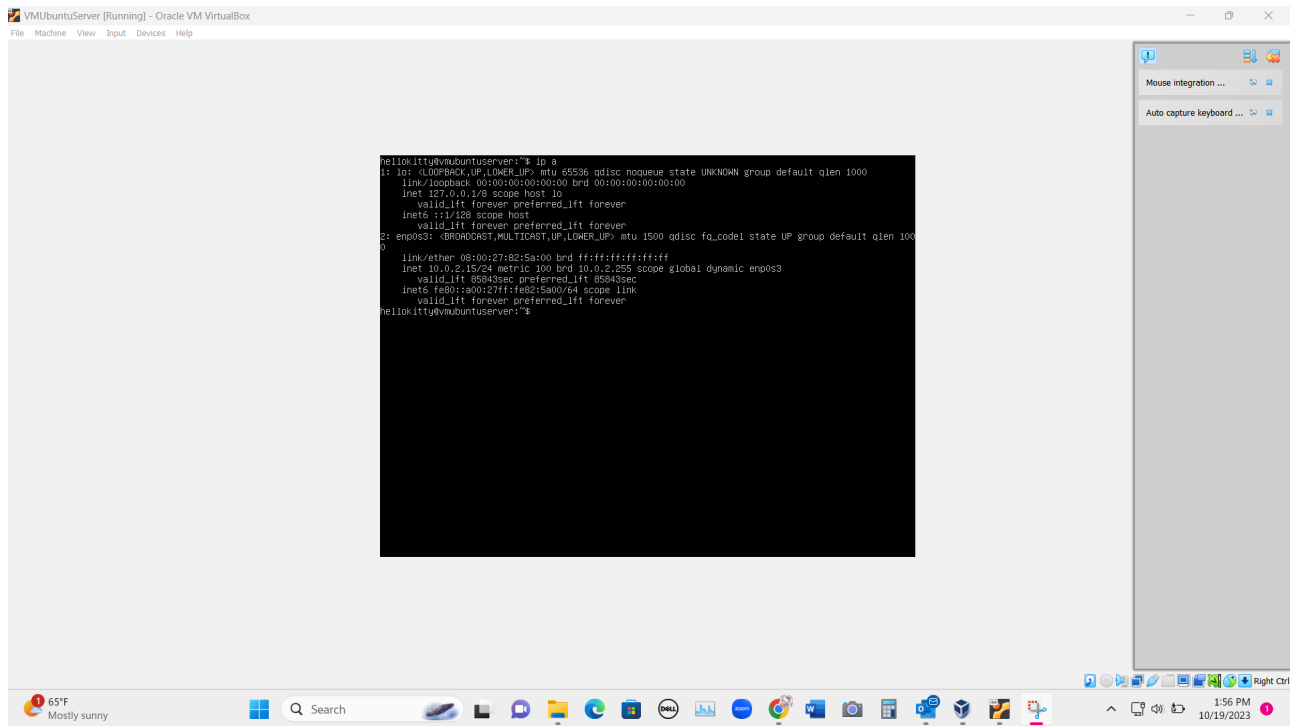 VMUbuntuServer [Running] - Oracle VM VirtualBox
File Machine View Input Devices Help
Mouse integration ...
Auto capture keyboard ...
hellokitty@vmubuntuserver:~$ ip a
1: lo: <LOOPBACK,UP,LOWER_UP> mtu 65536 qdisc noqueue state UNKNOWN group default qlen 1000
link/loopback 00:00:00:00:00:00 brd 00:00:00:00:00:00
inet 127.0.0.1/8 scope host lo
valid_lft forever preferred_lft forever
inet6 ::1/128 scope host
valid_lft forever preferred_lft forever
2: enp0s3: <BROADCAST,MULTICAST,UP,LOWER_UP> mtu 1500 qdisc fq_codel state UP group default qlen 100
0
link/ether 08:00:27:82:5a:00 brd ff:ff:ff:ff:ff:ff
inet 10.0.2.15/24 metric 100 brd 10.0.2.255 scope global dynamic enp0s3
valid_lft 85843sec preferred_lft 85843sec
inet6 fe80::a00:27ff:fe82:5a00/64 scope link
valid_lft forever preferred_lft forever
hellokitty@vmubuntuserver:~$
Right Ctrl
1
65°F
Mostly sunny
Search
DELL
zoom
W
1:56 PM
10/19/2023
1